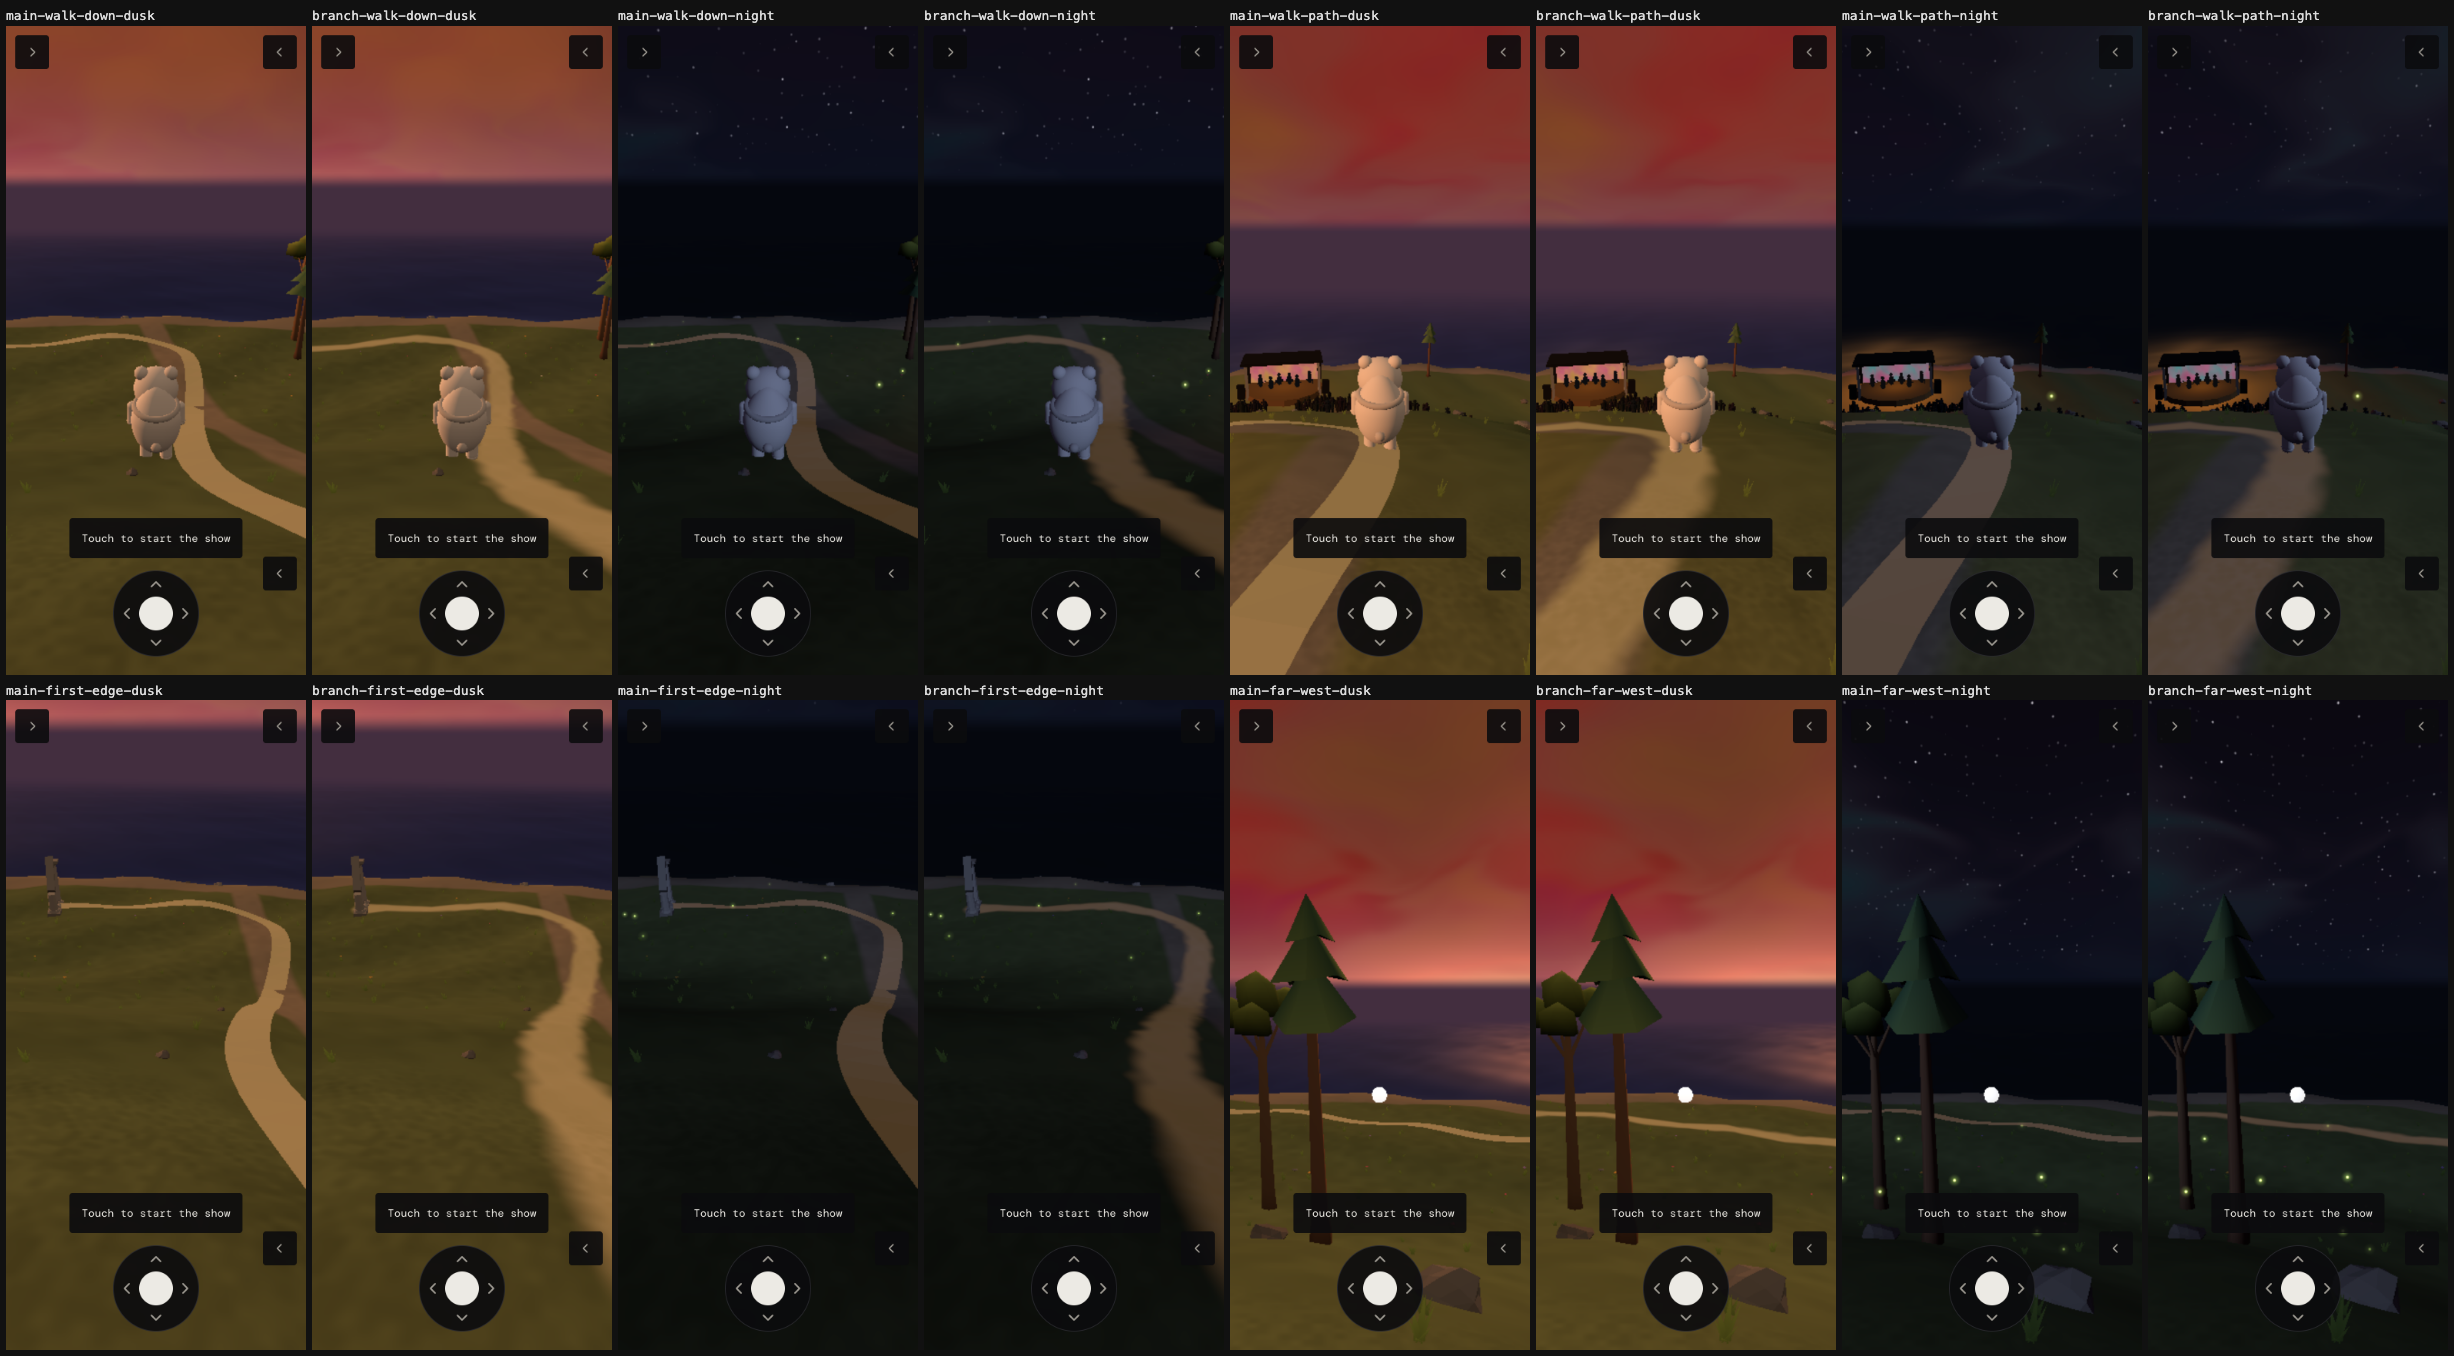 main-walk-down-dusk
branch-walk-down-dusk
main-walk-down-night
branch-walk-down-night
main-walk-path-dusk
branch-walk-path-dusk
main-walk-path-night
branch-walk-path-night
Touch to start the show
Touch to start the show
Touch to start the show
Touch to start the show
Touch to start the show
Touch to start the show
Touch to start the show
Touch to start the show
main-first-edge-dusk
branch-first-edge-dusk
main-first-edge-night
branch-first-edge-night
main-far-west-dusk
branch-far-west-dusk
main-far-west-night
branch-far-west-night
Touch to start the show
Touch to start the show
Touch to start the show
Touch to start the show
Touch to start the show
Touch to start the show
Touch to start the show
Touch to start the show